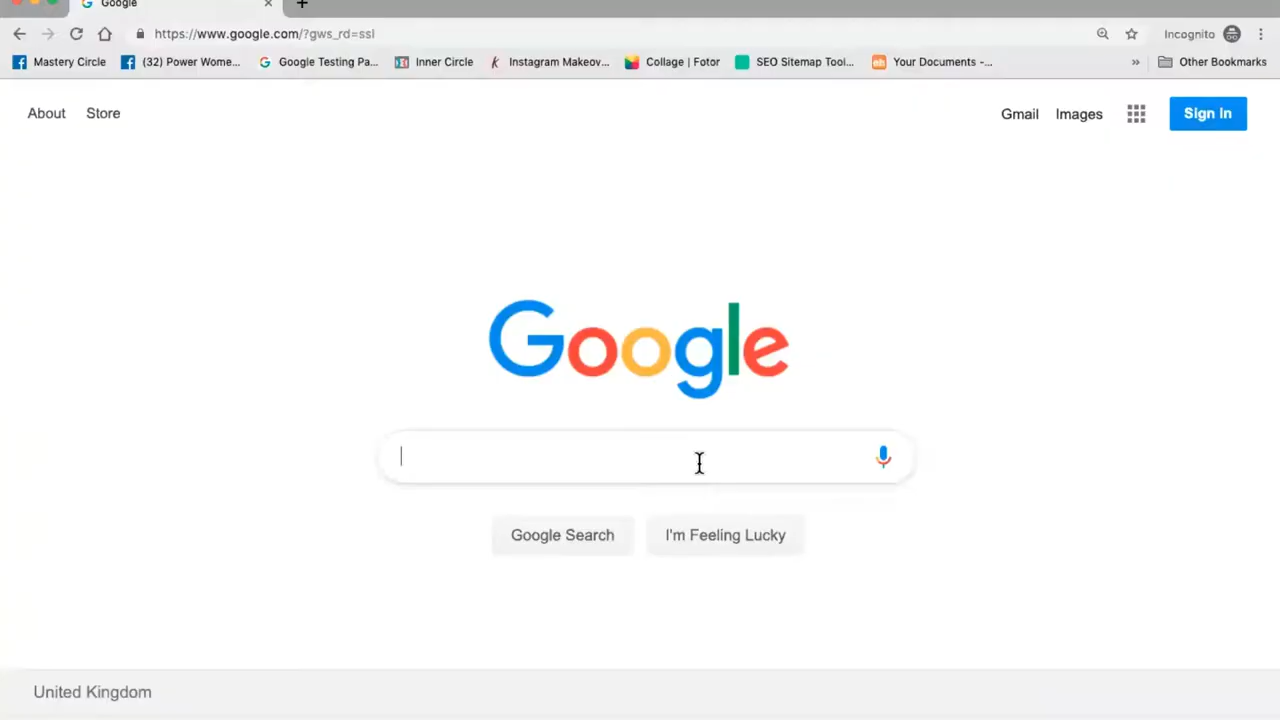 Google
https://www.google.com/?gws_rd=ssl
Incognito
Mastery Circle
(32) Power Wome...
Google Testing Pa...
Inner Circle
Instagram Makeov...
Collage | Fotor
SEO Sitemap Tool...
Your Documents -...
»
Other Bookmarks
About
Store
Gmail
Images
Sign In
Google
Google Search
I'm Feeling Lucky
United Kingdom